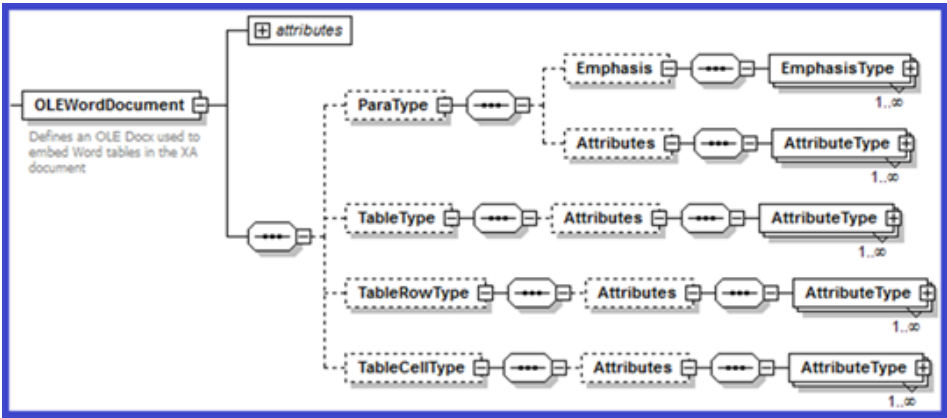 attributes
OLEWordDocument
Defines an OLE Docx used to
embed Word tables in the XA
document
ParaType
Emphasis
EmphasisType
1..∞
Attributes
AttributeType
1..∞
TableType
Attributes
AttributeType
1..∞
TableRowType
Attributes
AttributeType
1..∞
TableCellType
Attributes
AttributeType
1..∞